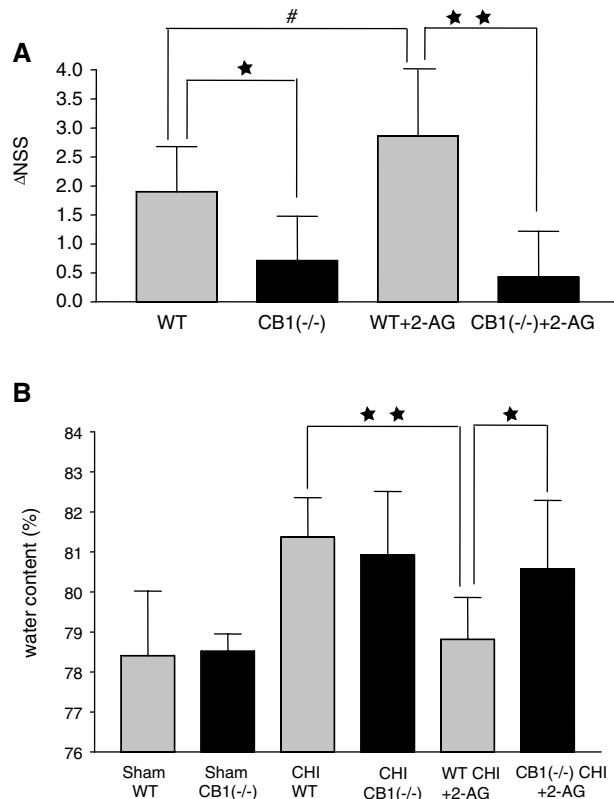 #
★ ★
A
★
4.0
3.5
3.0
2.5
2.0
1.5
1.0
0.5
0.0
ΔNSS
WT CB1(-/-) WT+2-AG CB1(-/-)+2-AG
B
★ ★ ★
84
83
82
81
80
79
78
77
76
water content (%)
Sham Sham CHI CHI WT CHI CB1(-/-) CHI
WT CB1(-/-) WT CB1(-/-) +2-AG +2-AG